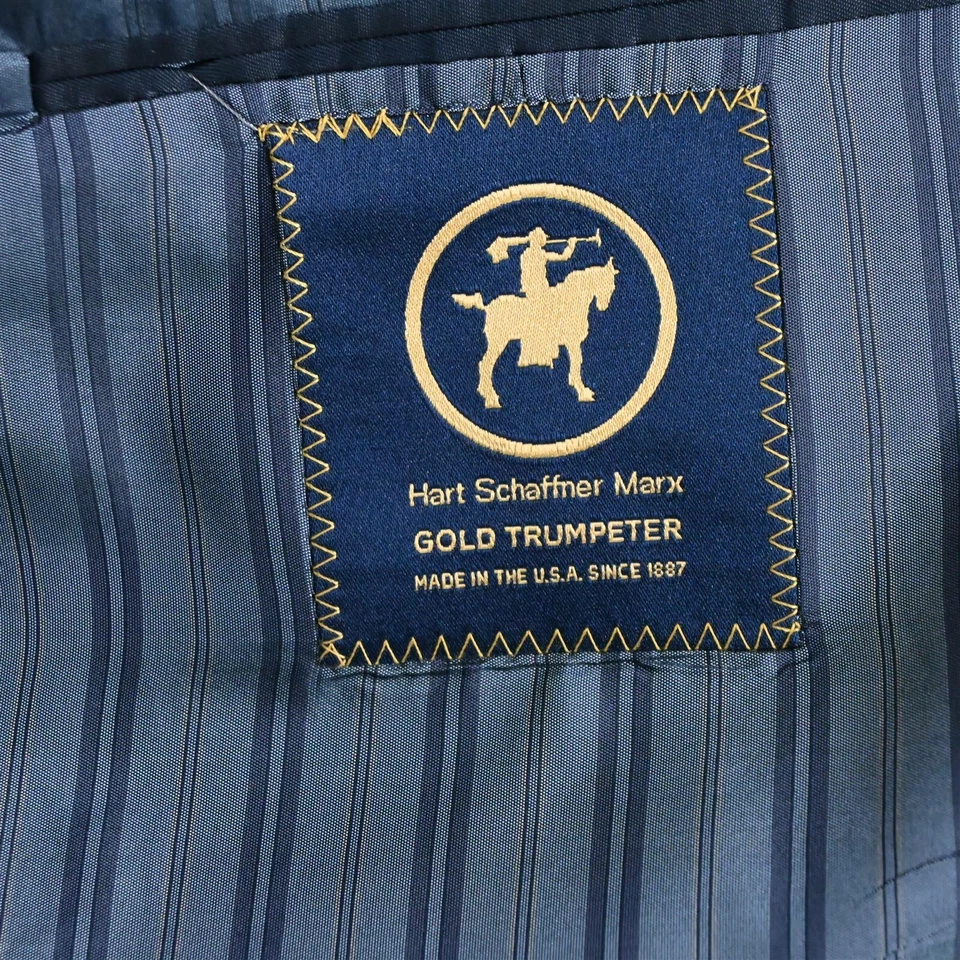 Hart Schaffner Marx
GOLD TRUMPETER
MADE IN THE U.S.A. SINCE 1887